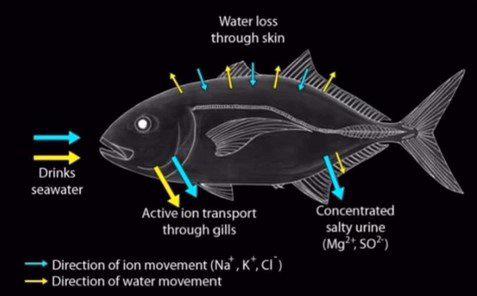 Water loss
through skin
Drinks
seawater
Active ion transport
through gills
Concentrated
salty urine
(Mg²⁺, SO²⁻)
Direction of ion movement (Na⁺, K⁺, Cl⁻)
Direction of water movement